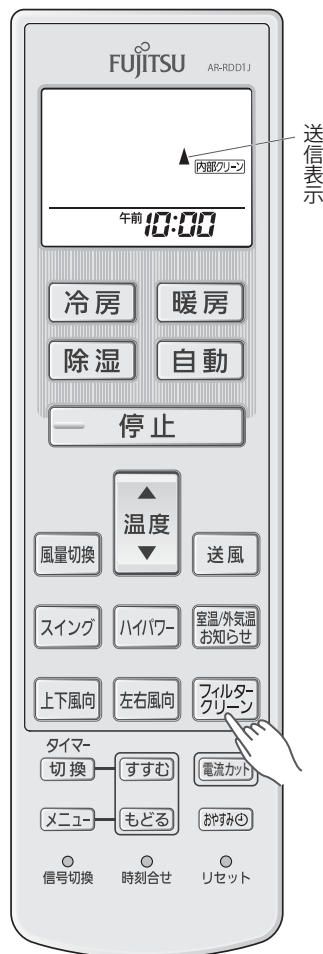 FUJITSU AR-RDD1J
送信表示
内部クリーン
午前10:00
冷房 暖房
除湿 自動
停止
温度
風量切換 送風
スイング ハイパワー 室温/外気温
お知らせ
上下風向 左右風向 フィルター
クリーン
タイマー
切換 すすむ 電流カット
メニュー もどる おやすみ
信号切換 時刻合せ リセット